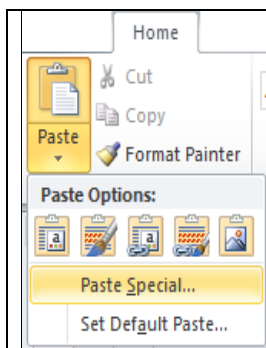 Home
Cut
Copy
Paste
Format Painter
Paste Options:
a
a
Paste Special...
Set Default Paste...